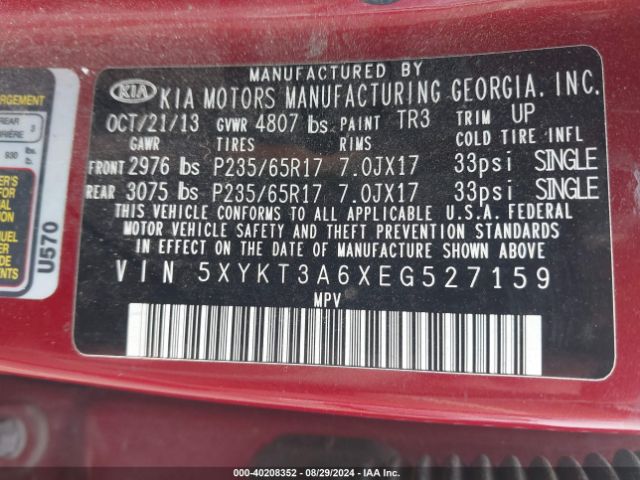 MANUFACTURED BY
KIA KIA MOTORS MANUFACTURING GEORGIA, INC.
OCT/21/13 GVWR 4807 lbs PAINT TR3 TRIM UP
GAWR TIRES RIMS COLD TIRE INFL
FRONT 2976 lbs P235/65R17 7.0JX17 33psi SINGLE
REAR 3075 lbs P235/65R17 7.0JX17 33psi SINGLE
THIS VEHICLE CONFORMS TO ALL APPLICABLE U.S.A. FEDERAL
MOTOR VEHICLE SAFETY AND THEFT PREVENTION STANDARDS
IN EFFECT ON THE DATE OF MANUFACTURE SHOWN ABOVE.
VIN 5XYKT3A6XEG527159
MPV
REAR 3
U570
000-40208352 - 08/29/2024 - IAA Inc.